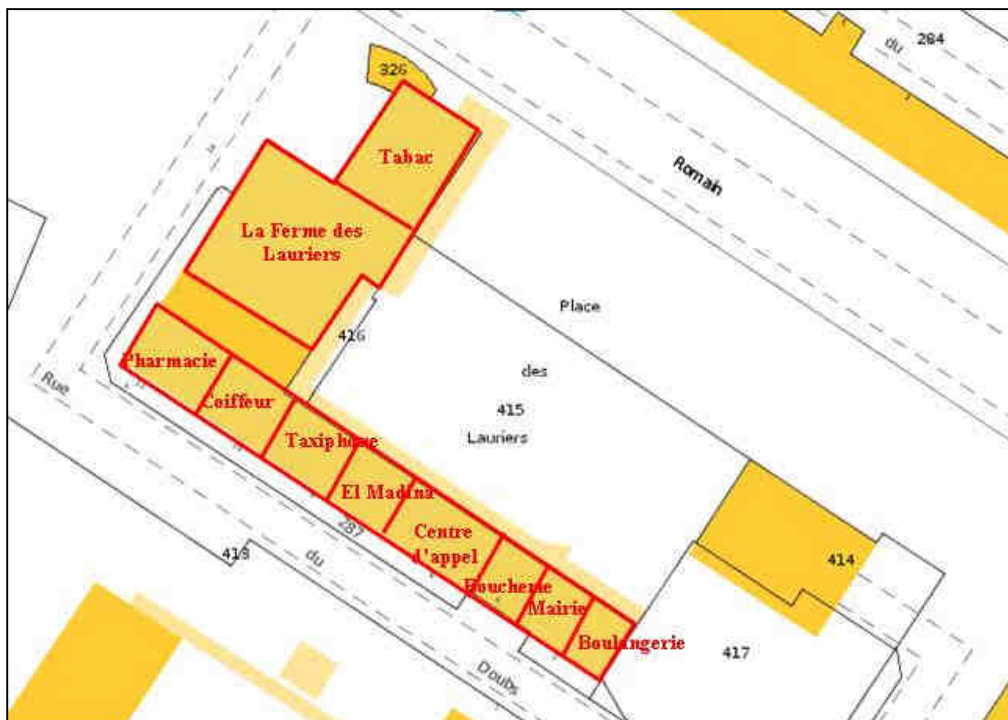 284
du
326
Tabac
Romain
La Ferme des
Lauriers
Place
416
Pharmacie
des
Rue
Coiffeur
415
Lauriers
Taxiphone
El Madina
287
Centre
d'appel
413
du
414
Boucherie
Mairie
Boulangerie
417
Doubs